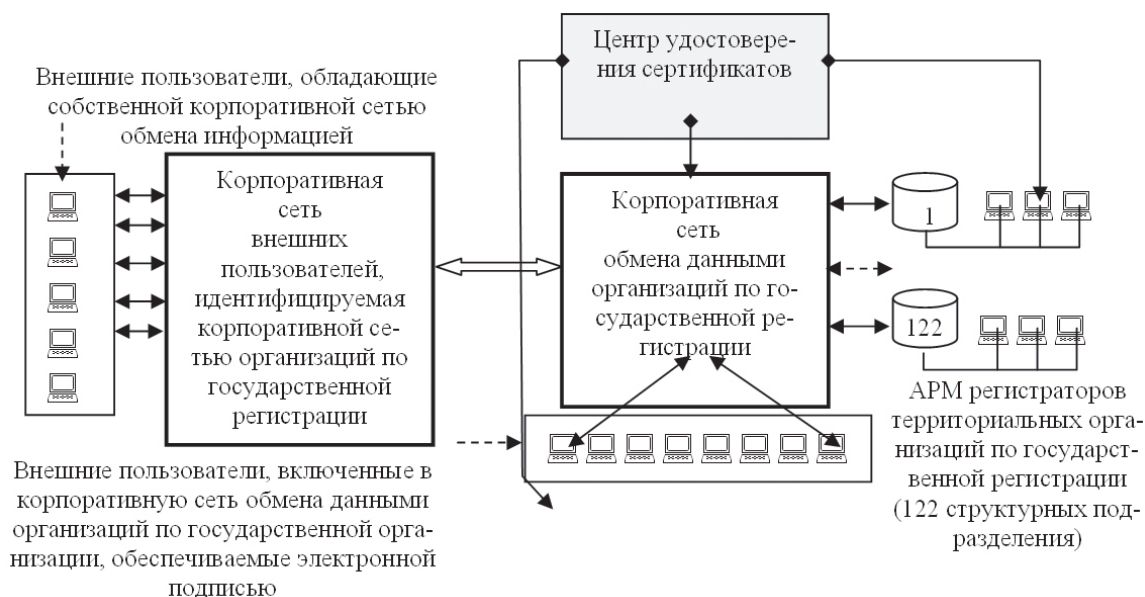 Центр удостовере-
ния сертификатов
Внешние пользователи, обладающие
собственной корпоративной сетью
обмена информацией
Корпоративная
сеть
внешних
пользователей,
идентифицируемая
корпоративной се-
тью организаций по
государственной
регистрации
Корпоративная
сеть
обмена данными
организаций по го-
сударственной ре-
гистрации
1
122
АРМ регистраторов
территориальных орга-
низаций по государст-
венной регистрации
(122 структурных под-
разделения)
Внешние пользователи, включенные в
корпоративную сеть обмена данными
организаций по государственной орга-
низации, обеспечиваемые электронной
подписью